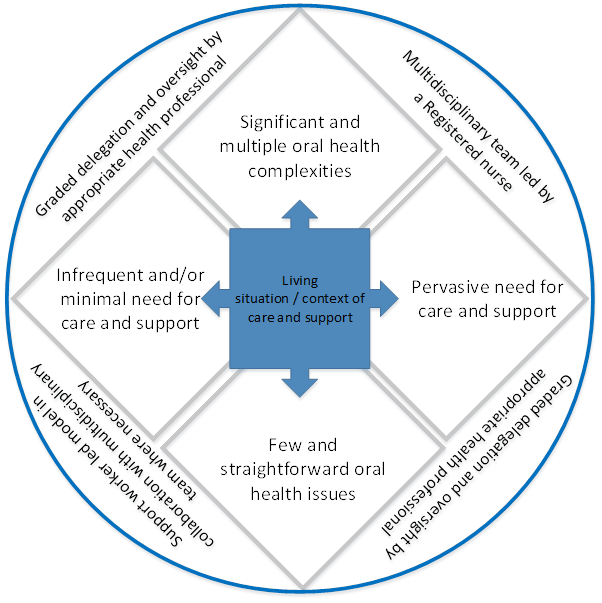 Graded delegation and oversight by
appropriate health professional
Multidisciplinary team led by
a Registered nurse
Significant and
multiple oral health
complexities
Infrequent and/or
minimal need for
care and support
Living
situation / context of
care and support
Pervasive need for
care and support
Few and
straightforward oral
health issues
Support worker led model in
collaboration with multidisciplinary
team where necessary
Graded delegation and oversight by
appropriate health professional